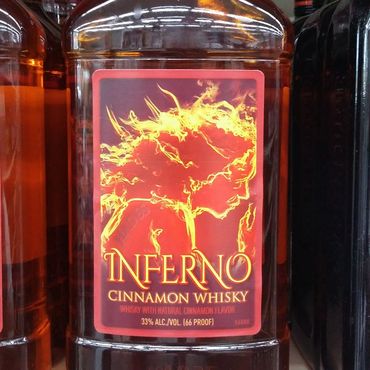 INFERNO
CINNAMON WHISKY
WHISKY WITH NATURAL CINNAMON FLAVOR
33% ALC./VOL. (66 PROOF)